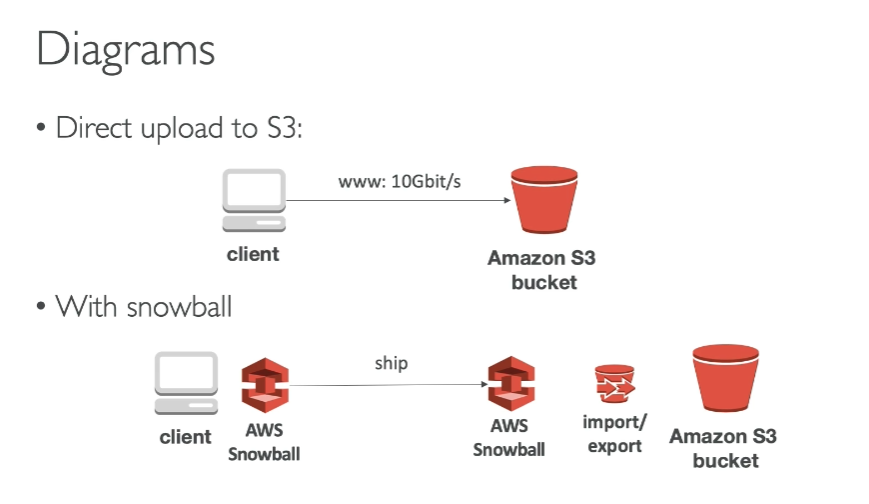 Diagrams
• Direct upload to S3:
www: 10Gbit/s
client
Amazon S3
bucket
• With snowball
ship
client
AWS
Snowball
AWS
Snowball
import/
export
Amazon S3
bucket